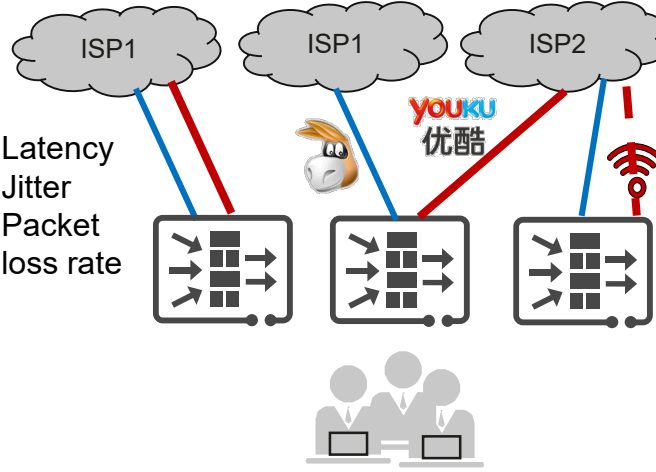 ISP1
ISP1
ISP2
YOUKU
优酷
Latency
Jitter
Packet
loss rate